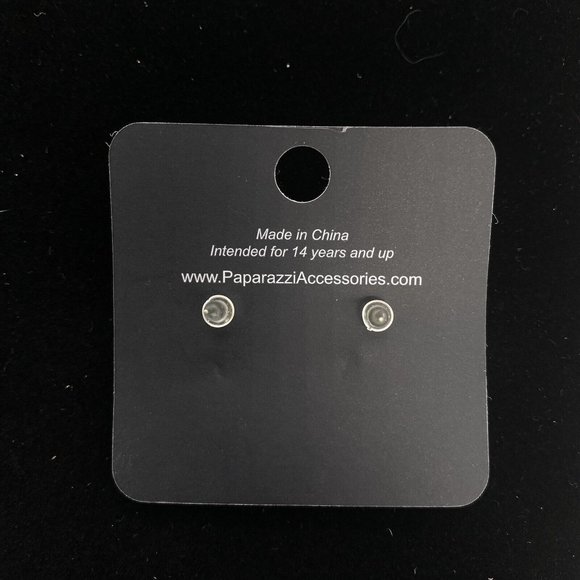 Made in China
Intended for 14 years and up
www.PaparazziAccessories.com